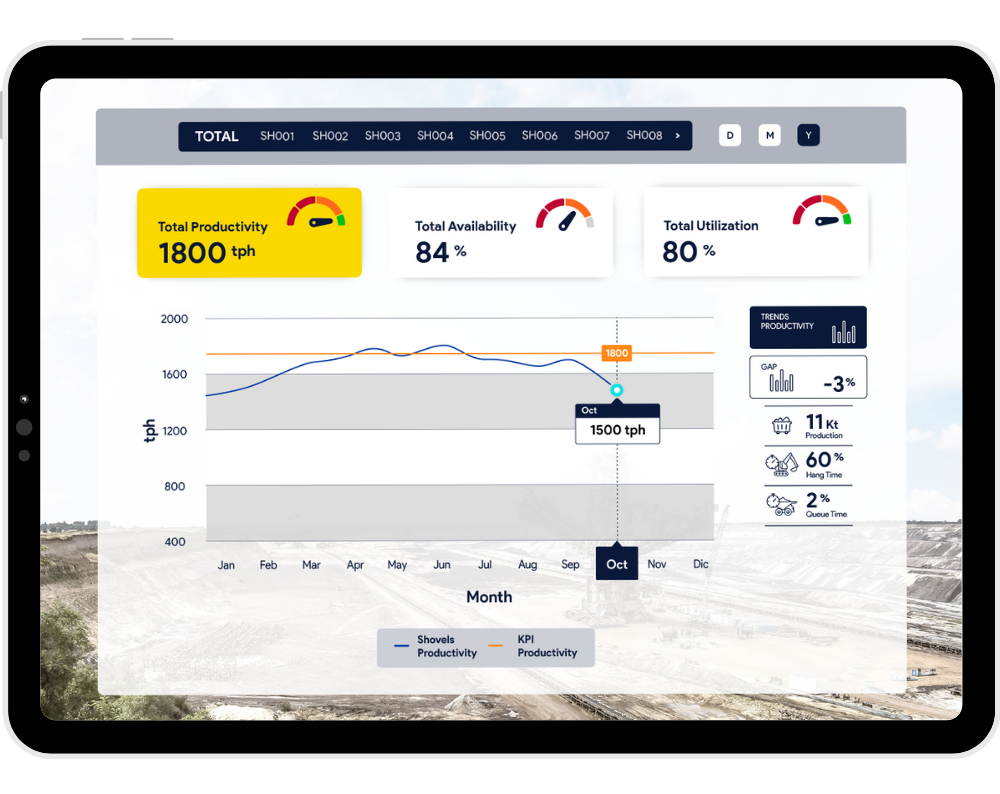 TOTAL SH001 SH002 SH003 SH004 SH005 SH006 SH007 SH008 › D M Y
Total Productivity
1800 tph
Total Availability
84 %
Total Utilization
80 %
2000
1600
1200
800
400
tph
1800
Oct
1500 tph
Jan Feb Mar Apr May Jun Jul Aug Sep Oct Nov Dic
Month
Shovels
Productivity
KPI
Productivity
TRENDS
PRODUCTIVITY
GAP
-3%
11 Kt
Production
60 %
Hang Time
2 %
Queue Time